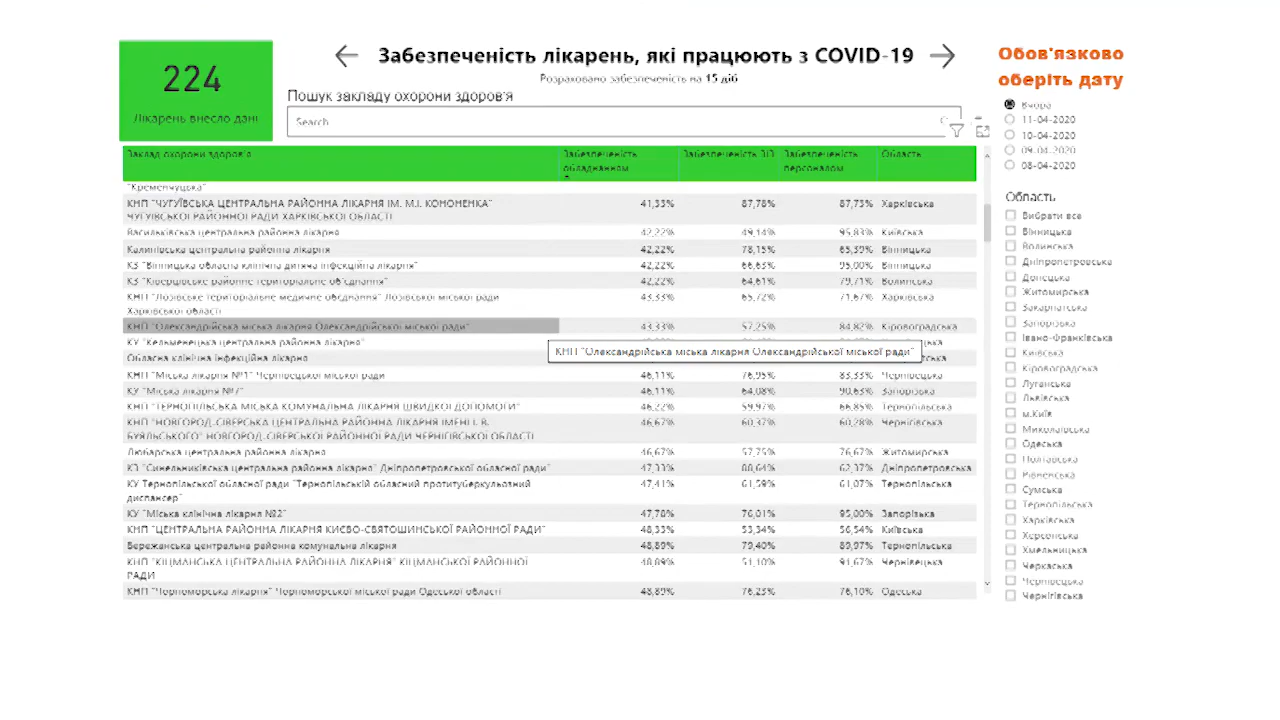 224
Лікарень внесло дані
Забезпеченість лікарень, які працюють з COVID-19
Розраховано забезпеченість на 15 діб
Пошук закладу охорони здоров'я
Search
Обов'язково
оберіть дату
Вчора
11-04-2020
10-04-2020
09-04-2020
08-04-2020
Заклад охорони здоров'я Забезпеченість обладнанням Забезпеченість ЗІЗ Забезпеченість персоналом Область
"Кременчуцька"
КНП "ЧУГУЇВСЬКА ЦЕНТРАЛЬНА РАЙОННА ЛІКАРНЯ ІМ. М.І. КОНОНЕНКА" 41,33% 87,78% 87,73% Харківська
ЧУГУЇВСЬКОЇ РАЙОННОЇ РАДИ ХАРКІВСЬКОЇ ОБЛАСТІ
Васильківська центральна районна лікарня 42,22% 49,14% 95,83% Київська
Калинівська центральна районна лікарня 42,22% 78,15% 65,39% Вінницька
КЗ "Вінницька обласна клінічна дитяча інфекційна лікарня" 42,22% 66,63% 95,00% Вінницька
КЗ "Ківерцівське районне територіальне об'єднання" 42,22% 64,61% 79,71% Волинська
КНП "Лозівське територіальне медичне об'єднання" Лозівської міської ради 43,33% 65,72% 71,67% Харківська
Харківської області
КНП "Олександрійська міська лікарня Олександрійської міської ради" 43,33% 57,25% 84,82% Кіровоградська
КУ "Кельменецька центральна районна лікарня"
КНП "Олександрійська міська лікарня Олександрійської міської ради"
Обласна клінічна інфекційна лікарня
КНП "Міська лікарня №1" Чернівецької міської ради 46,11% 76,95% 83,33% Чернівецька
КУ "Міська лікарня №7" 46,11% 64,08% 90,63% Запорізька
КНП "ТЕРНОПІЛЬСЬКА МІСЬКА КОМУНАЛЬНА ЛІКАРНЯ ШВИДКОЇ ДОПОМОГИ" 46,22% 59,97% 66,85% Тернопільська
КНП "НОВГОРОД-СІВЕРСЬКА ЦЕНТРАЛЬНА РАЙОННА ЛІКАРНЯ ІМЕНІ І. В. 46,67% 60,37% 60,28% Чернігівська
БУЯЛЬСЬКОГО" НОВГОРОД-СІВЕРСЬКОЇ РАЙОННОЇ РАДИ ЧЕРНІГІВСЬКОЇ ОБЛАСТІ
Любарська центральна районна лікарня 46,67% 57,75% 76,67% Житомирська
КЗ "Синельниківська центральна районна лікарня" Дніпропетровської обласної ради" 47,33% 88,64% 62,37% Дніпропетровська
КУ Тернопільської обласної ради "Тернопільській обласний протитуберкульозний 47,41% 61,59% 61,07% Тернопільська
диспансер"
КУ "Міська клінічна лікарня №2" 47,78% 76,01% 95,00% Запорізька
КНП "ЦЕНТРАЛЬНА РАЙОННА ЛІКАРНЯ КИЄВО-СВЯТОШИНСЬКОЇ РАЙОННОЇ РАДИ" 48,33% 53,34% 56,54% Київська
Бережанська центральна районна комунальна лікарня 48,89% 79,40% 89,97% Тернопільська
КНП "КІЦМАНСЬКА ЦЕНТРАЛЬНА РАЙОННА ЛІКАРНЯ" КІЦМАНСЬКОЇ РАЙОННОЇ 48,89% 51,10% 91,67% Чернівецька
РАДИ
КНП "Чорноморська лікарня" Чорноморської міської ради Одеської області 48,89% 76,23% 76,10% Одеська
Область
Вибрати все
Вінницька
Волинська
Дніпропетровська
Донецька
Житомирська
Закарпатська
Запорізька
Івано-Франківська
Київська
Кіровоградська
Луганська
Львівська
м.Київ
Миколаївська
Одеська
Полтавська
Рівненська
Сумська
Тернопільська
Харківська
Херсонська
Хмельницька
Черкаська
Чернівецька
Чернігівська